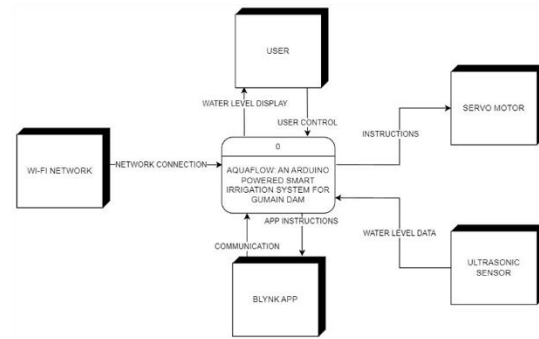 USER
WATER LEVEL DISPLAY
USER CONTROL
SERVO MOTOR
INSTRUCTIONS
WI-FI NETWORK
NETWORK CONNECTION
0
AQUAFLOW: AN ARDUINO
POWERED SMART
IRRIGATION SYSTEM FOR
GUMAIN DAM
APP INSTRUCTIONS
WATER LEVEL DATA
COMMUNICATION
ULTRASONIC
SENSOR
BLYNK APP